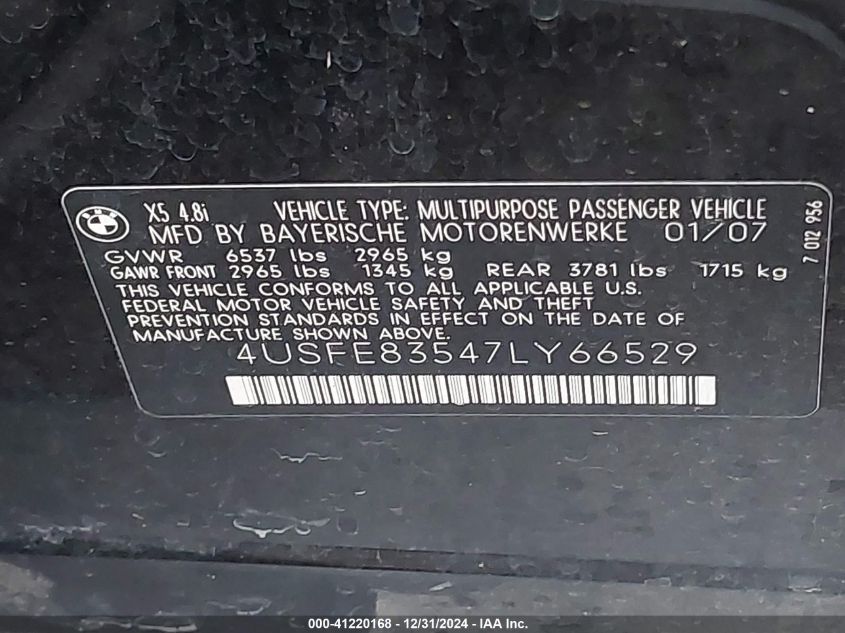 BMW
X5 4.8i VEHICLE TYPE: MULTIPURPOSE PASSENGER VEHICLE
MFD BY BAYERISCHE MOTORENWERKE 01/07
GVWR 6537 lbs 2965 kg
GAWR FRONT 2965 lbs 1345 kg REAR 3781 lbs 1715 kg
THIS VEHICLE CONFORMS TO ALL APPLICABLE U.S.
FEDERAL MOTOR VEHICLE SAFETY AND THEFT
PREVENTION STANDARDS IN EFFECT ON THE DATE OF
MANUFACTURE SHOWN ABOVE.
4USFE83547LY66529
7 012 956
000-41220168 - 12/31/2024 - IAA Inc.